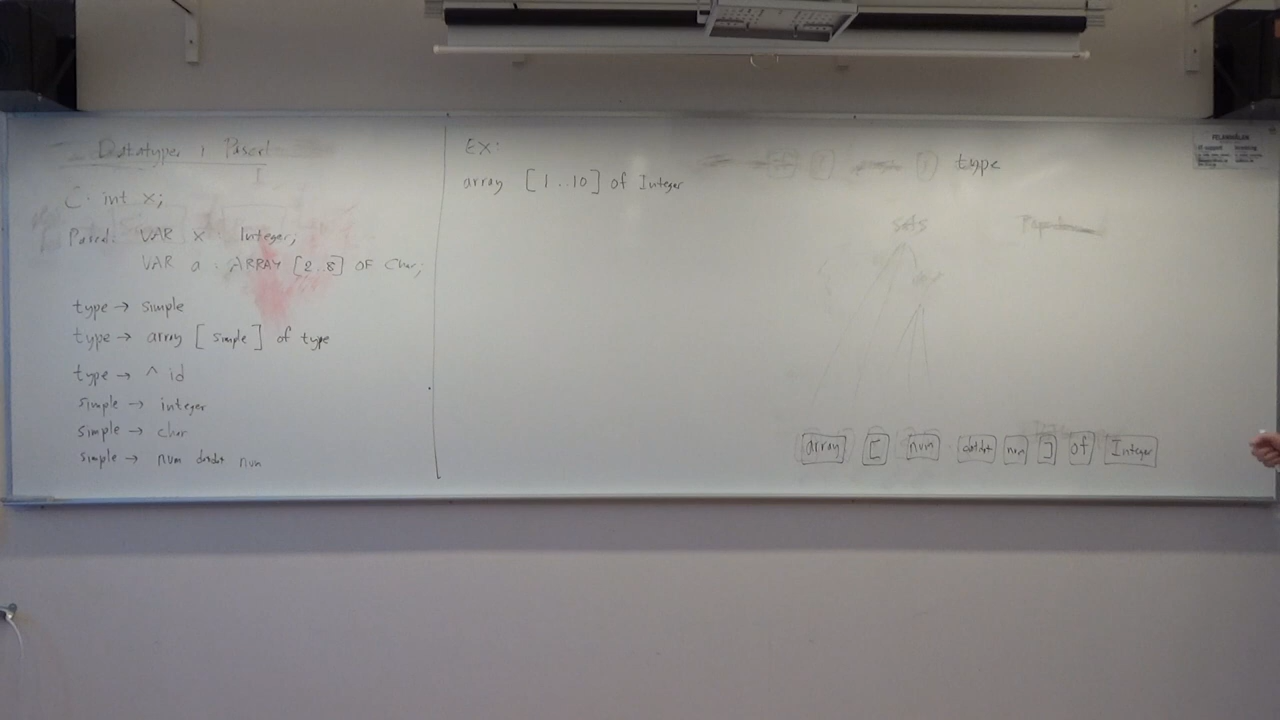 Datatyper i Pascal
C: int x;
Pascal: VAR x : Integer;
VAR a : ARRAY [2..8] OF Char;
type → simple
type → array [ simple ] of type
type → ^ id
simple → integer
simple → char
simple → num dotdot num
EX:
array [1..10] of Integer
type
sats
array [ num dotdot num ] of Integer